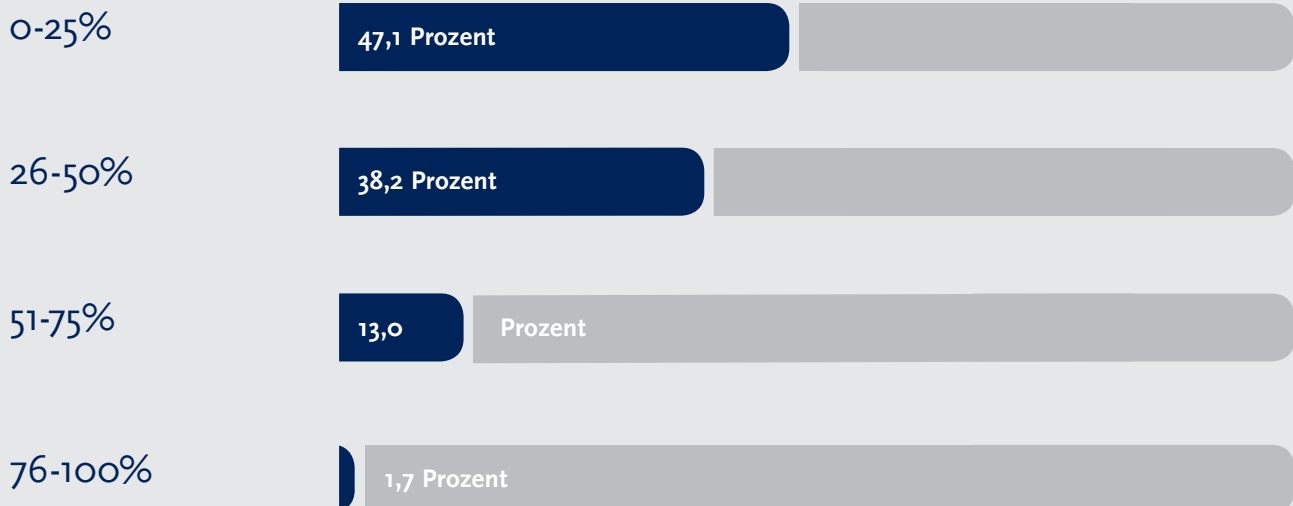 0-25% 47,1 Prozent
26-50% 38,2 Prozent
51-75% 13,0 Prozent
76-100% 1,7 Prozent